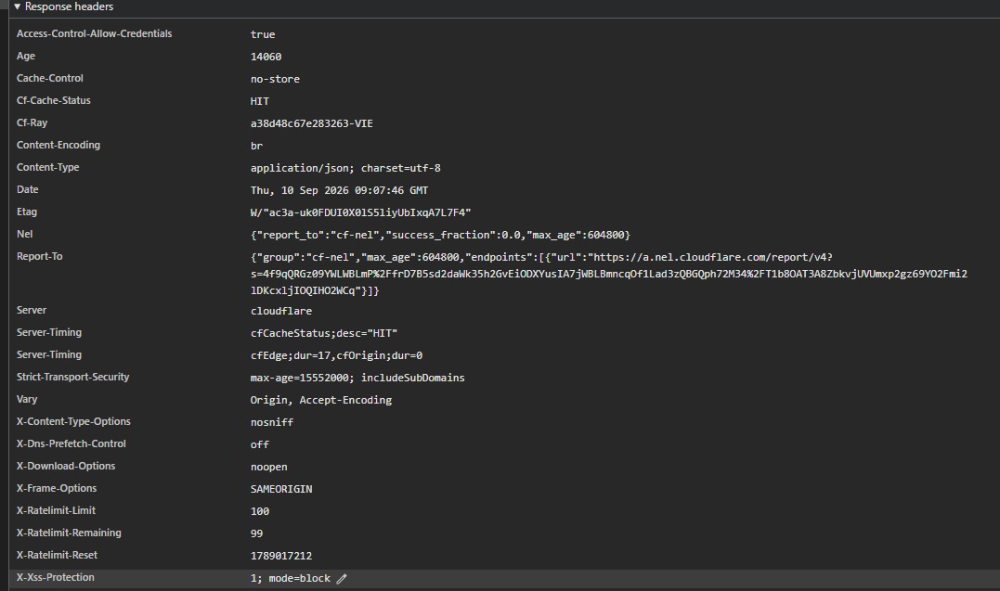 ▼ Response headers
Access-Control-Allow-Credentials true
Age 14060
Cache-Control no-store
Cf-Cache-Status HIT
Cf-Ray a38d48c67e283263-VIE
Content-Encoding br
Content-Type application/json; charset=utf-8
Date Thu, 10 Sep 2026 09:07:46 GMT
Etag W/"ac3a-uk0FDUI0X0lS5liyUbIxqA7L7F4"
Nel {"report_to":"cf-nel","success_fraction":0.0,"max_age":604800}
Report-To {"group":"cf-nel","max_age":604800,"endpoints":[{"url":"https://a.nel.cloudflare.com/report/v4?
s=4f9qQRGz09YWLWBLmP%2FfrD7B5sd2daWk35h2GvEiODXYusIA7jWBLBmncqOf1Lad3zQBGQph72M34%2FT1b8OAT3A8ZbkvjUVUmxp2gz69YO2Fmi2
lDKcxljIOQIHO2WCq"}]}
Server cloudflare
Server-Timing cfCacheStatus;desc="HIT"
Server-Timing cfEdge;dur=17,cfOrigin;dur=0
Strict-Transport-Security max-age=15552000; includeSubDomains
Vary Origin, Accept-Encoding
X-Content-Type-Options nosniff
X-Dns-Prefetch-Control off
X-Download-Options noopen
X-Frame-Options SAMEORIGIN
X-Ratelimit-Limit 100
X-Ratelimit-Remaining 99
X-Ratelimit-Reset 1789017212
X-Xss-Protection 1; mode=block